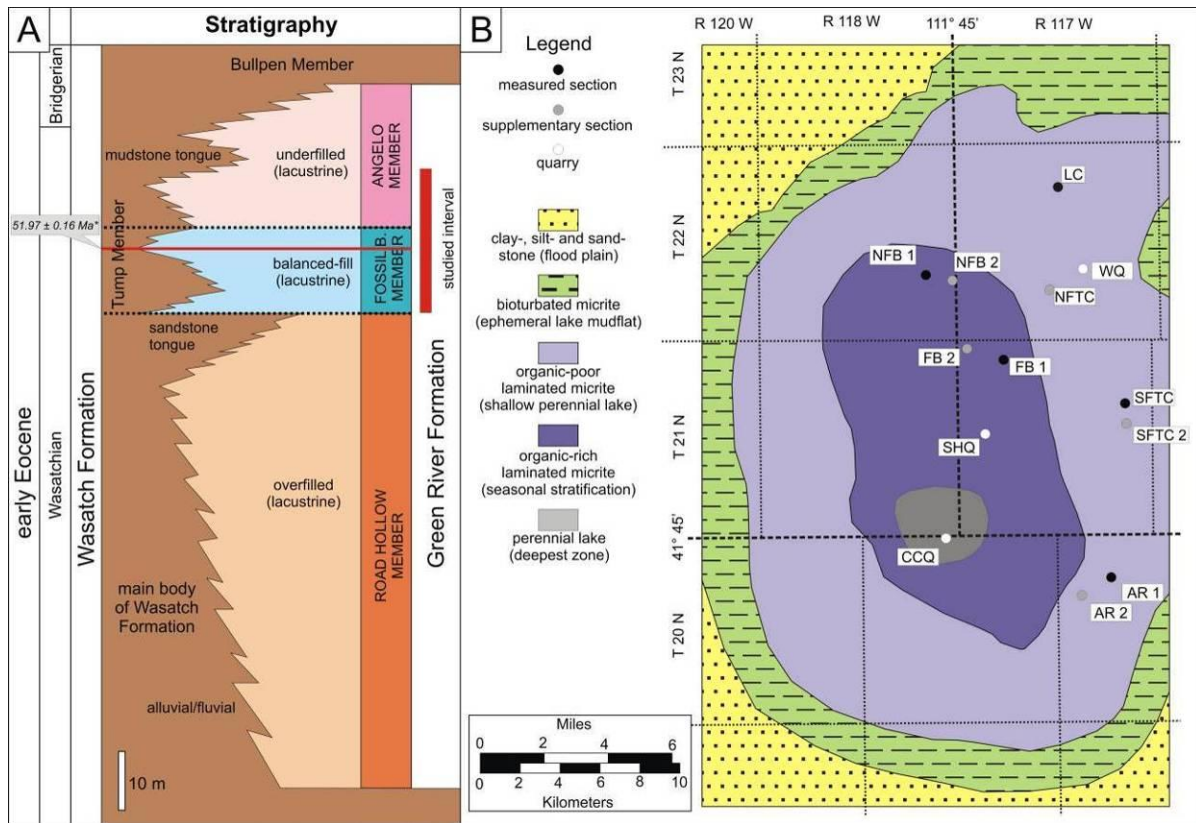 A
Stratigraphy
early Eocene
Bridgerian
Wasatchian
Wasatch Formation
Bullpen Member
mudstone tongue
underfilled
(lacustrine)
ANGELO
MEMBER
51.97 ± 0.16 Ma*
Tump Member
balanced-fill
(lacustrine)
FOSSIL B.
MEMBER
studied interval
sandstone
tongue
overfilled
(lacustrine)
ROAD HOLLOW
MEMBER
Green River Formation
main body
of Wasatch
Formation
alluvial/fluvial
10 m
B
Legend
measured section
supplementary section
quarry
clay-, silt- and sand-
stone (flood plain)
bioturbated micrite
(ephemeral lake mudflat)
organic-poor
laminated micrite
(shallow perennial lake)
organic-rich
laminated micrite
(seasonal stratification)
perennial lake
(deepest zone)
Miles
0 2 4 6
0 2 4 6 8 10
Kilometers
R 120 W
R 118 W
111° 45'
R 117 W
T 23 N
T 22 N
T 21 N
41° 45'
T 20 N
LC
NFB 1
NFB 2
WQ
NFTC
FB 2
FB 1
SFTC
SFTC 2
SHQ
CCQ
AR 1
AR 2